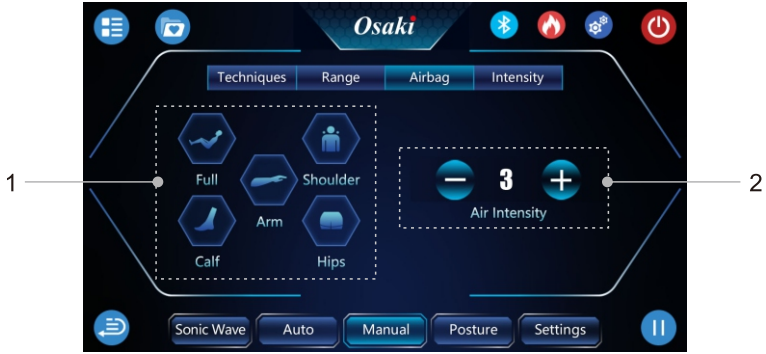 Osaki
Techniques Range Airbag Intensity
1
Full Shoulder
Arm
Calf Hips
3
Air Intensity
2
Sonic Wave Auto Manual Posture Settings